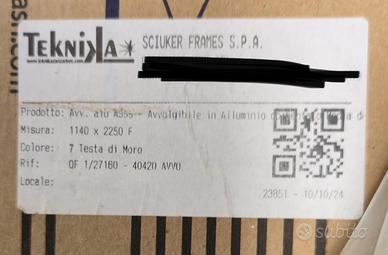 TEKNIKA
SCIUKER FRAMES S.P.A.
Prodotto: Avv. alu A555 - Avvolgibile in Alluminio
Misura: 1140 x 2250 F
Colore: 7 Testa di Moro
Rif: OF 1/27160 - 40420 AVVO
Locale:
23851 - 10/10/24
subito